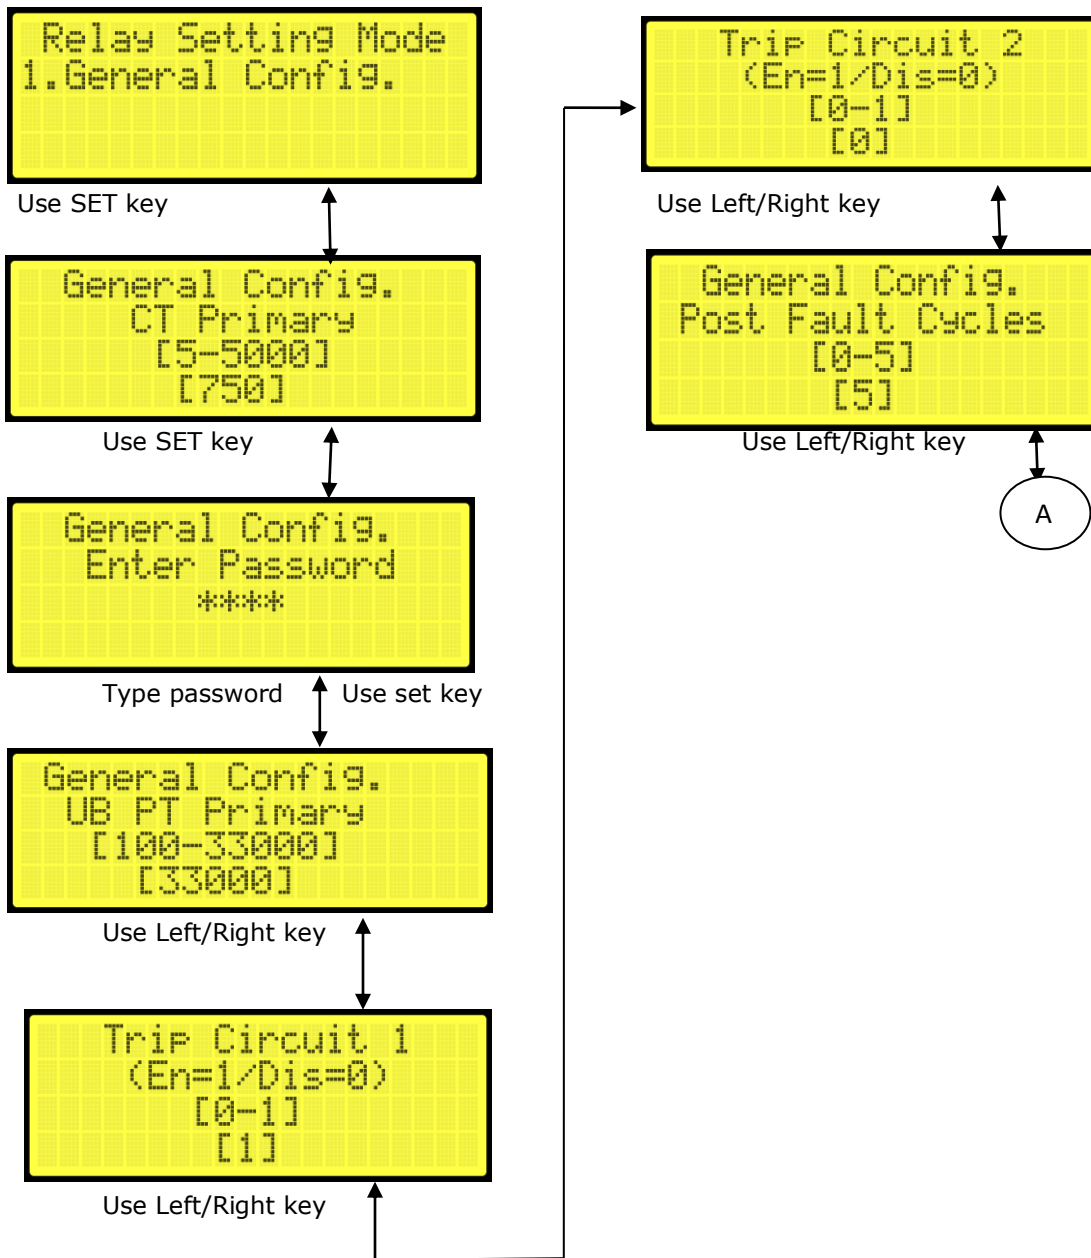 Relay Setting Mode
1.General Config.
Use SET key
General Config.
CT Primary
[5-5000]
[750]
Use SET key
General Config.
Enter Password
****
Type password Use set key
General Config.
UB PT Primary
[100-33000]
[33000]
Use Left/Right key
Trip Circuit 1
(En=1/Dis=0)
[0-1]
[1]
Use Left/Right key
Trip Circuit 2
(En=1/Dis=0)
[0-1]
[0]
Use Left/Right key
General Config.
Post Fault Cycles
[0-5]
[5]
Use Left/Right key
A